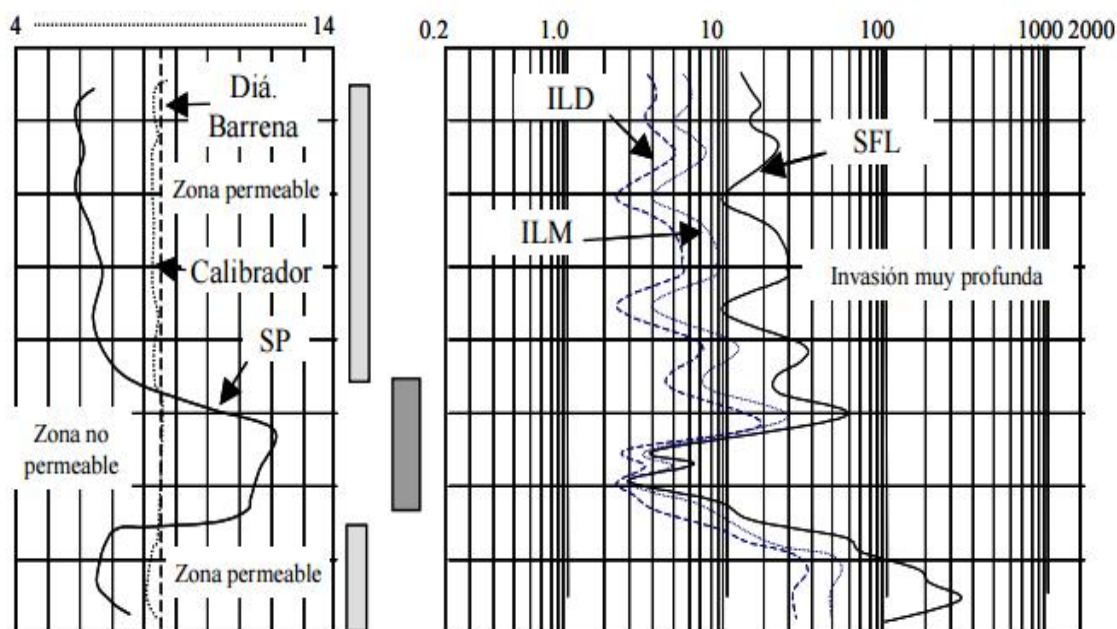 4 14
0.2 1.0 10 100 1000 2000
Diá.
Barrena
Zona permeable
Calibrador
SP
Zona no
permeable
Zona permeable
ILD
SFL
ILM
Invasión muy profunda